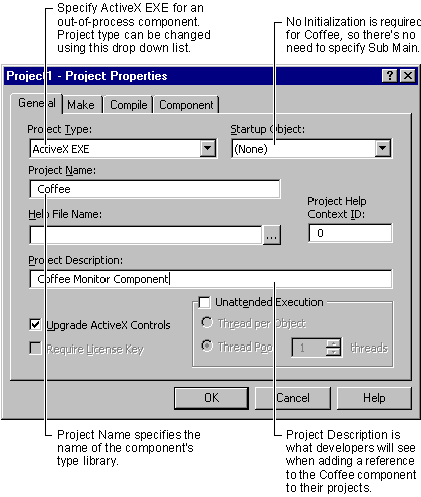 Specify ActiveX EXE for an
out-of-process component.
Project type can be changed
using this drop down list.
No Initialization is required
for Coffee, so there's no
need to specify Sub Main.
Project1 - Project Properties
General
Make
Compile
Component
Project Type:
Startup Object:
ActiveX EXE
(None)
Project Name:
Coffee
Help File Name:
Project Help
Context ID:
...
0
Project Description:
Coffee Monitor Component
Unattended Execution
Upgrade ActiveX Controls
Thread per Object
Require License Key
Thread Pool
1
threads
OK
Cancel
Help
Project Name specifies the
name of the component's
type library.
Project Description is
what developers will see
when adding a reference
to the Coffee component
to their projects.